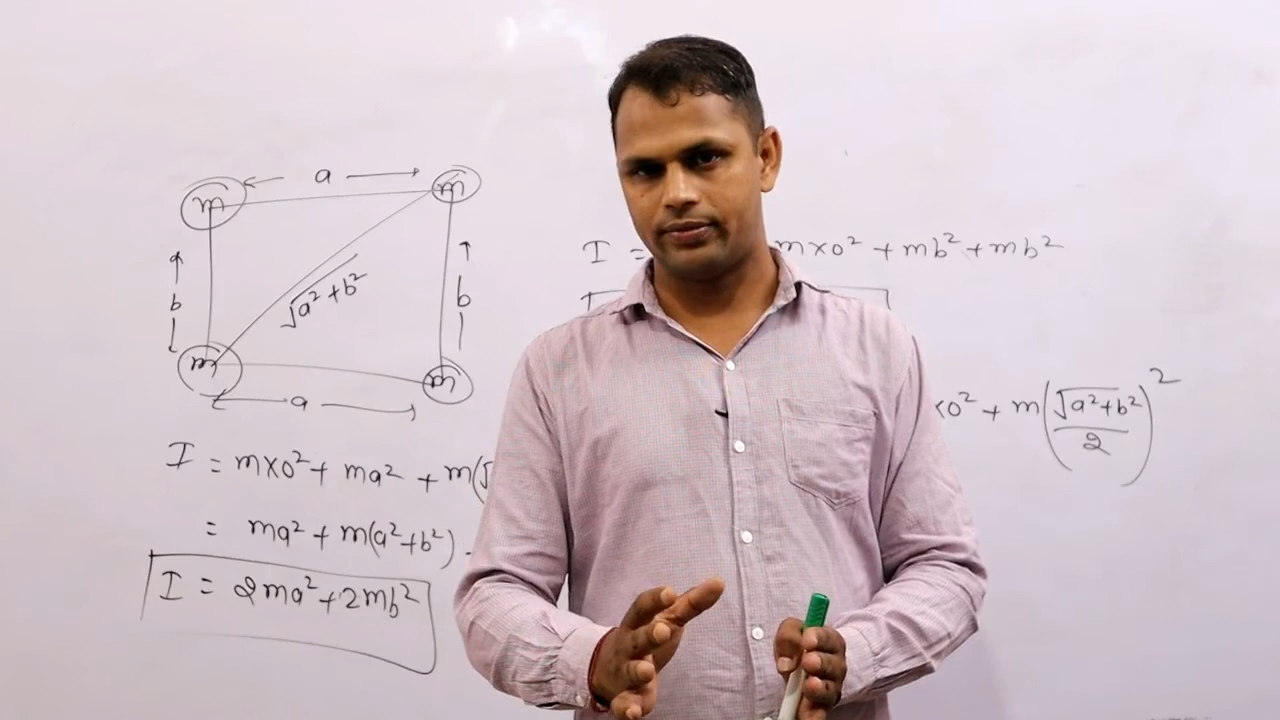 m a m
b √a²+b² b
m a m
I = m×0² + ma² + m(√
= ma² + m(a²+b²)
I = 2ma² + 2mb²
I = m×0² + mb² + mb²
×0² + m(√a²+b²/2)²